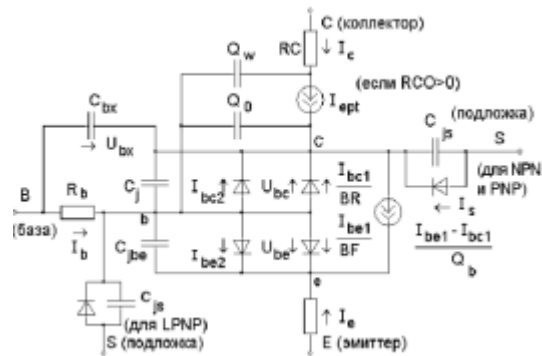 C (коллектор)
RC
I_c
Q_w
(если RCO>0)
Q_0
I_ept
C_bx
(подложка)
C_js
S
U_bx
C
(для NPN
и PNP)
B
R_b
C_j
I_bc2
U_bc
I_bc1
BR
I_s
b
(база)
I_b
C_jbe
I_be2
U_be
I_be1
BF
I_be1 - I_bc1
Q_b
e
C_js
(для LPNP)
I_e
S (подложка)
E (эмиттер)